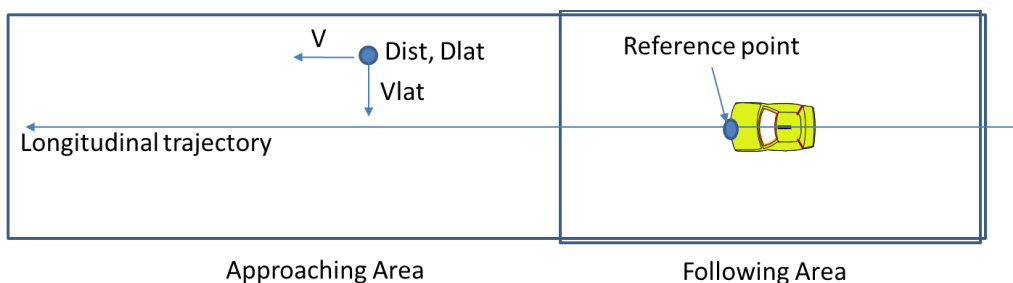 V
Dist, Dlat
Vlat
Reference point
Longitudinal trajectory
Approaching Area
Following Area